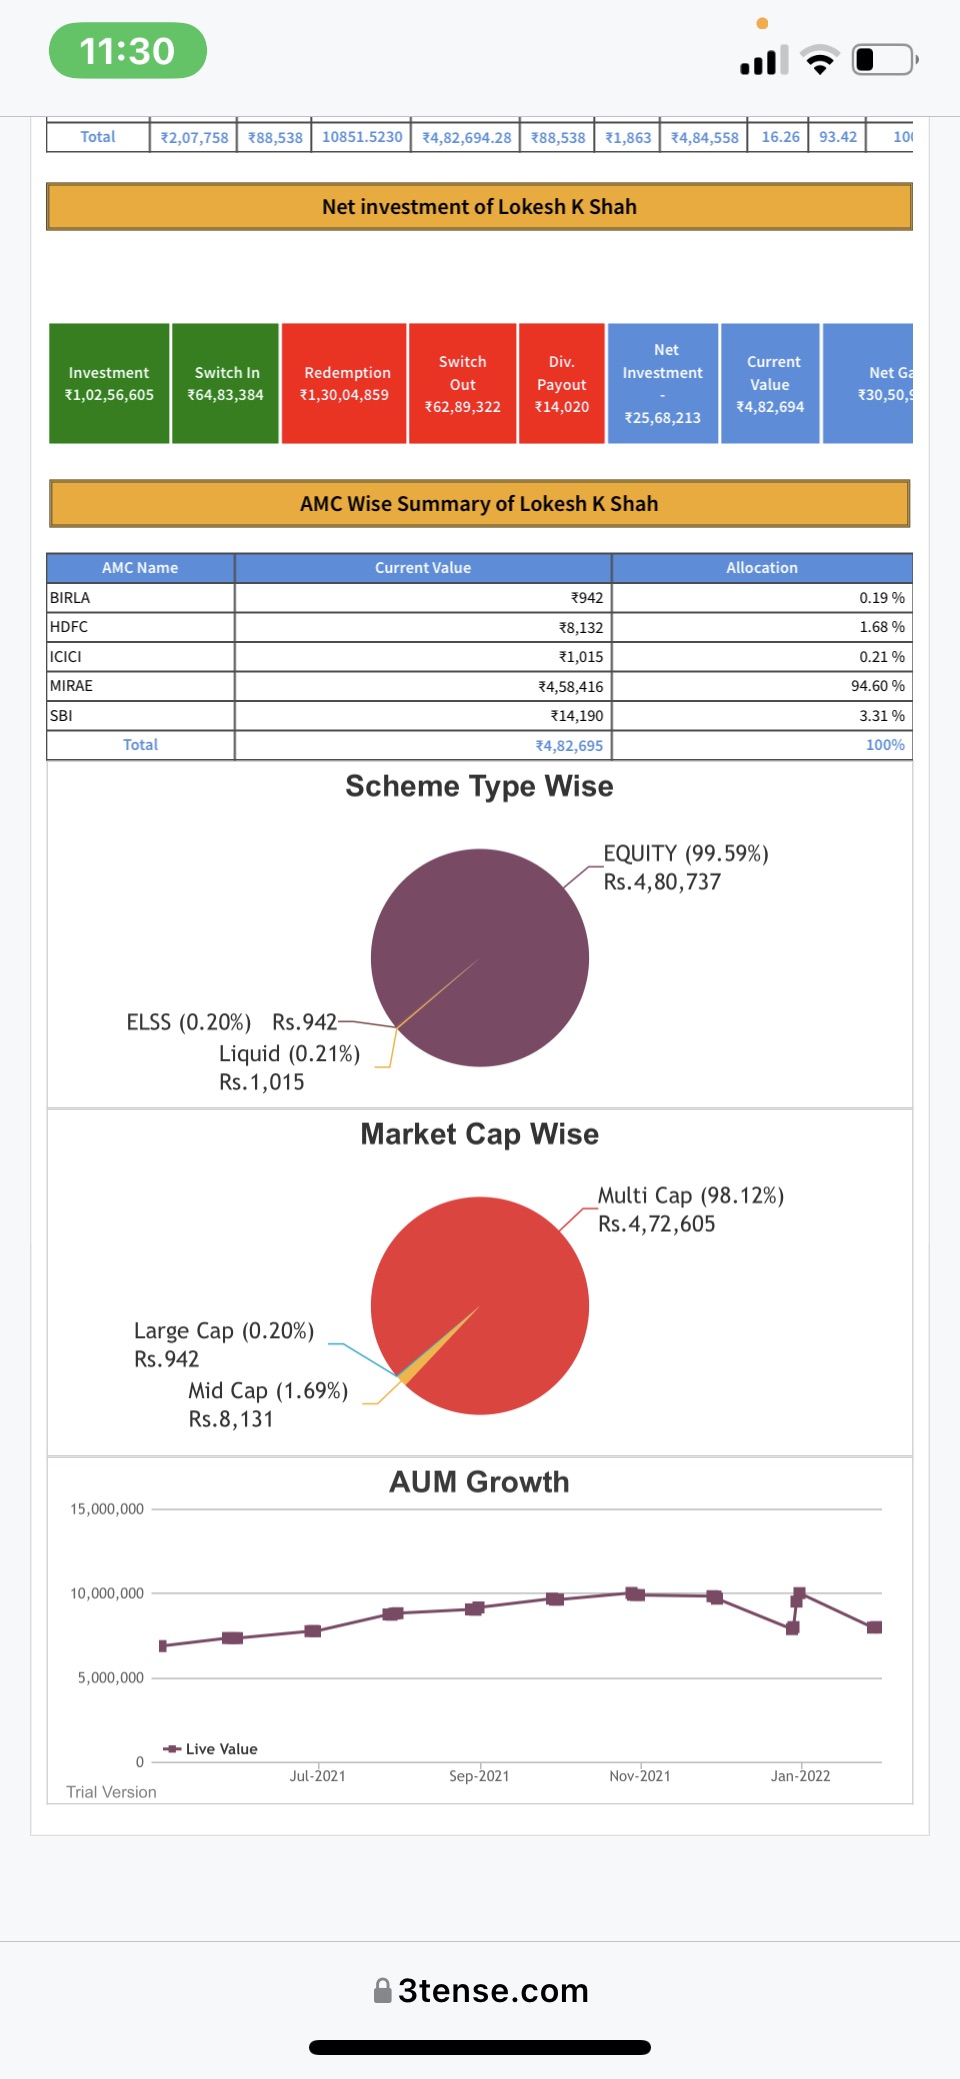 11:30
Total ₹2,07,758 ₹88,538 10851.5230 ₹4,82,694.28 ₹88,538 ₹1,863 ₹4,84,558 16.26 93.42
Net investment of Lokesh K Shah
Investment
₹1,02,56,605
Switch In
₹64,83,384
Redemption
₹1,30,04,859
Switch
Out
₹62,89,322
Div.
Payout
₹14,020
Net
Investment
-
₹25,68,213
Current
Value
₹4,82,694
Net
AMC Wise Summary of Lokesh K Shah
AMC Name Current Value Allocation
BIRLA ₹942 0.19 %
HDFC ₹8,132 1.68 %
ICICI ₹1,015 0.21 %
MIRAE ₹4,58,416 94.60 %
SBI ₹14,190 3.31 %
Total ₹4,82,695 100%
Scheme Type Wise
EQUITY (99.59%)
Rs.4,80,737
ELSS (0.20%) Rs.942
Liquid (0.21%)
Rs.1,015
Market Cap Wise
Multi Cap (98.12%)
Rs.4,72,605
Large Cap (0.20%)
Rs.942
Mid Cap (1.69%)
Rs.8,131
AUM Growth
15,000,000
10,000,000
5,000,000
0
Live Value
Jul-2021 Sep-2021 Nov-2021 Jan-2022
Trial Version
3tense.com